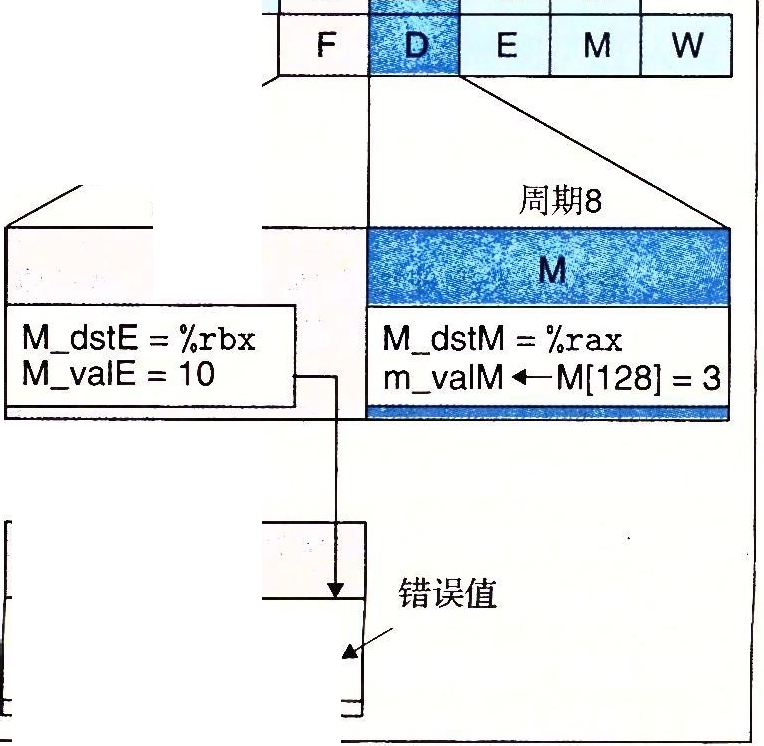 F D E M W
周期8
M
M_dstE = %rbx
M_valE = 10
M_dstM = %rax
m_valM ← M[128] = 3
错误值